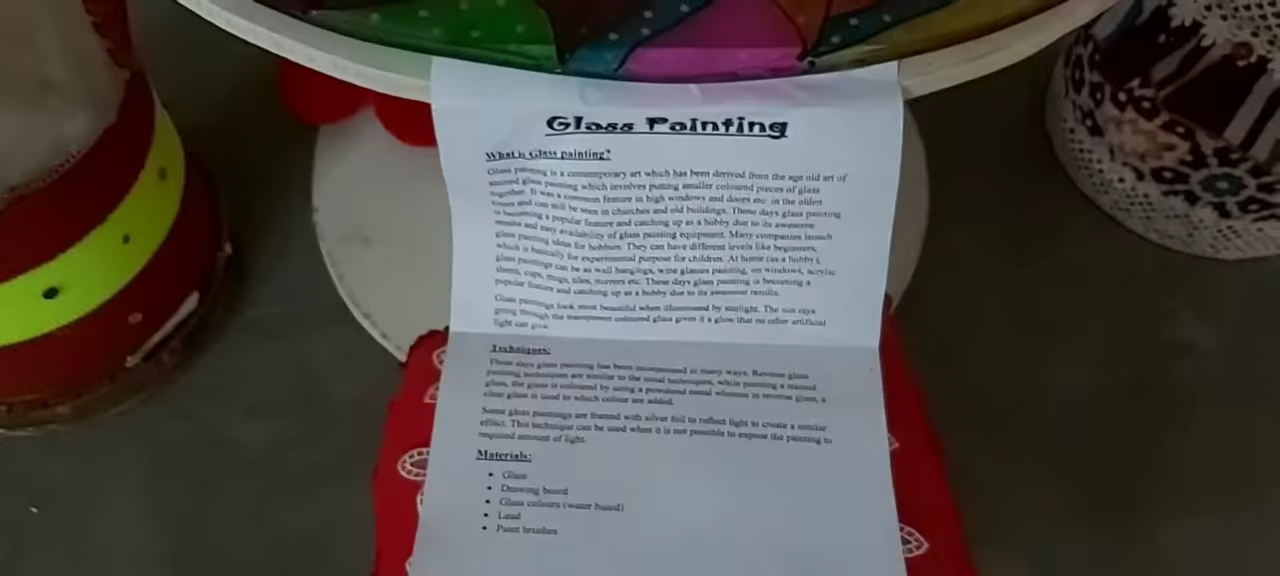 Glass Painting
What is Glass painting?
Glass painting is a contemporary art which has been derived from the age old art of
stained glass painting which involves putting smaller coloured pieces of glass
together. It was a common feature in high windows and doors etc. in the olden
times and can still be seen in churches and old buildings. These days glass painting
is becoming a popular feature and catching up as a hobby due to its awesome
results and easy availability of glass painting equipment. Many companies launch
glass painting ideas for hobbies. They can have different levels like beginners,
which is basically for experimental purpose for children. At home (as a hobby),
glass paintings can be as wall hangings, wine glasses painting, on windows, acrylic
sheets, cups, mugs, tiles, mirrors etc. These days glass painting is becoming a
popular feature and catching up as a hobby due to its awesome results.
Glass paintings look most beautiful when illuminated by sunlight. The sun rays
going through the transparent coloured glass gives it a glow that no other artificial
light can give.
Techniques:
These days glass painting has been incorporated in many ways. Reverse glass
painting techniques are similar to the usual techniques, while painting a stained
glass, the glass is coloured by using a powdered metal whereas in reverse glass, a
clear glass is used to which colour are added.
Some glass paintings are framed with silver foil to reflect light to create a similar
effect. This technique can be used when it is not possible to expose the painting to
required amount of light.
Materials:
• Glass
• Drawing board
• Glass colours (water based)
• Lead
• Paint brushes